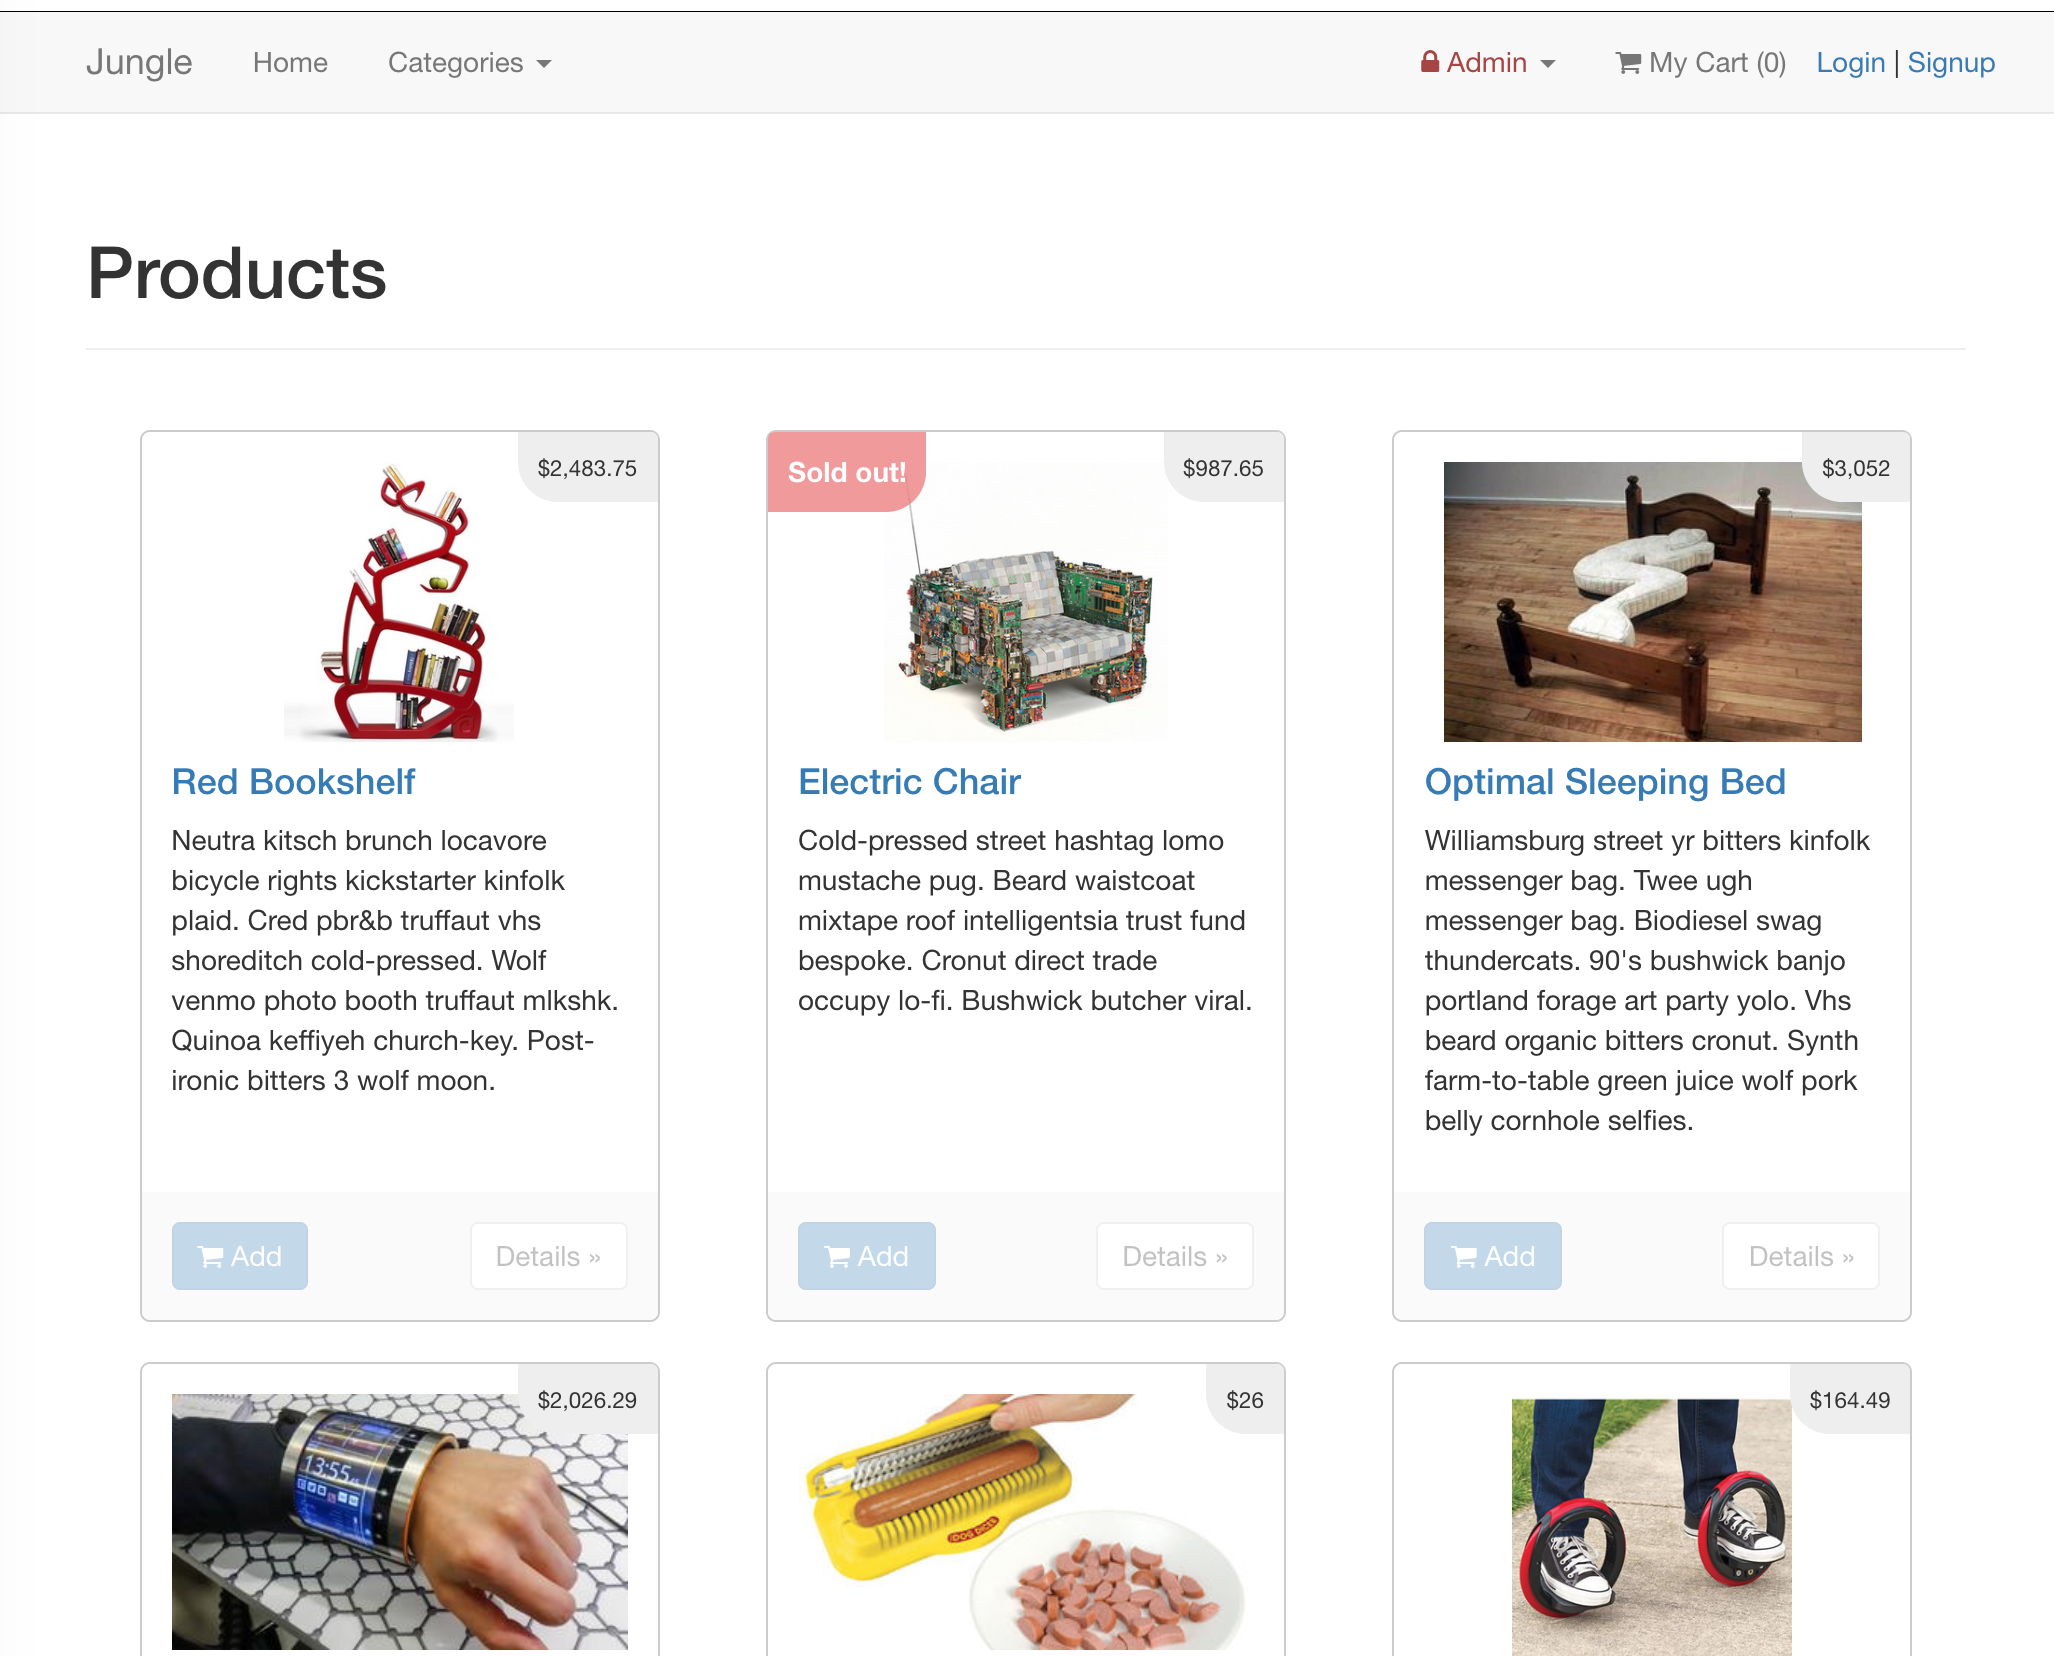 Jungle Home Categories Admin My Cart (0) Login | Signup
Products
$2,483.75
Red Bookshelf
Neutra kitsch brunch locavore
bicycle rights kickstarter kinfolk
plaid. Cred pbr&b truffaut vhs
shoreditch cold-pressed. Wolf
venmo photo booth truffaut mlkshk.
Quinoa keffiyeh church-key. Post-
ironic bitters 3 wolf moon.
Add Details »
Sold out! $987.65
Electric Chair
Cold-pressed street hashtag lomo
mustache pug. Beard waistcoat
mixtape roof intelligentsia trust fund
bespoke. Cronut direct trade
occupy lo-fi. Bushwick butcher viral.
Add Details »
$3,052
Optimal Sleeping Bed
Williamsburg street yr bitters kinfolk
messenger bag. Twee ugh
messenger bag. Biodiesel swag
thundercats. 90's bushwick banjo
portland forage art party yolo. Vhs
beard organic bitters cronut. Synth
farm-to-table green juice wolf pork
belly cornhole selfies.
Add Details »
$2,026.29
13:55
$26
DOG DICER
$164.49